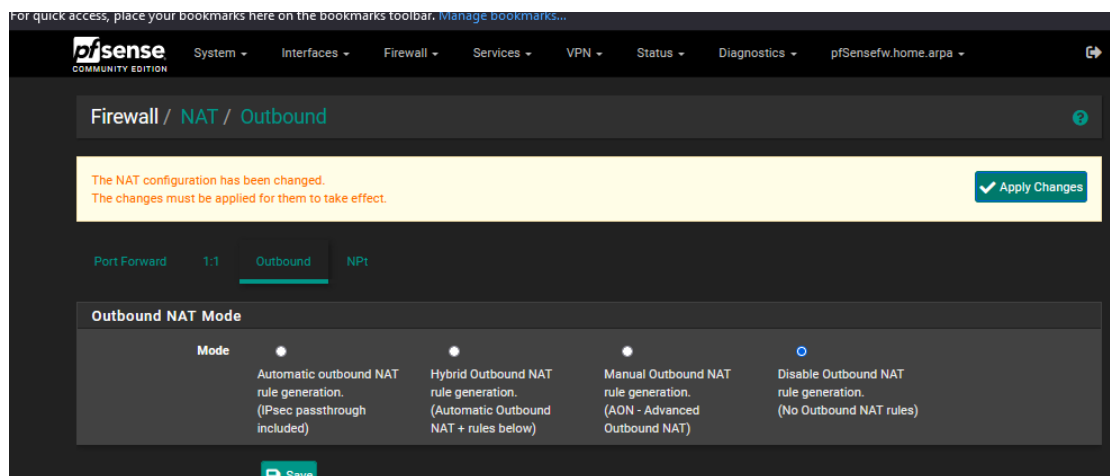 For quick access, place your bookmarks here on the bookmarks toolbar. Manage bookmarks...
pfsense
COMMUNITY EDITION
System
Interfaces
Firewall
Services
VPN
Status
Diagnostics
pfSensefw.home.arpa
Firewall / NAT / Outbound
The NAT configuration has been changed.
The changes must be applied for them to take effect.
Apply Changes
Port Forward
1:1
Outbound
NPt
Outbound NAT Mode
Mode
Automatic outbound NAT
rule generation.
(IPsec passthrough
included)
Hybrid Outbound NAT
rule generation.
(Automatic Outbound
NAT + rules below)
Manual Outbound NAT
rule generation.
(AON - Advanced
Outbound NAT)
Disable Outbound NAT
rule generation.
(No Outbound NAT rules)
Save